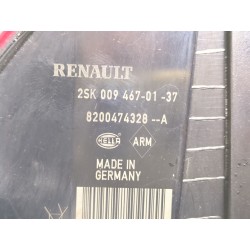 RENAULT
2SK 009 467-01 -37
8200474328 --A
HELLA ARM
MADE IN
GERMANY